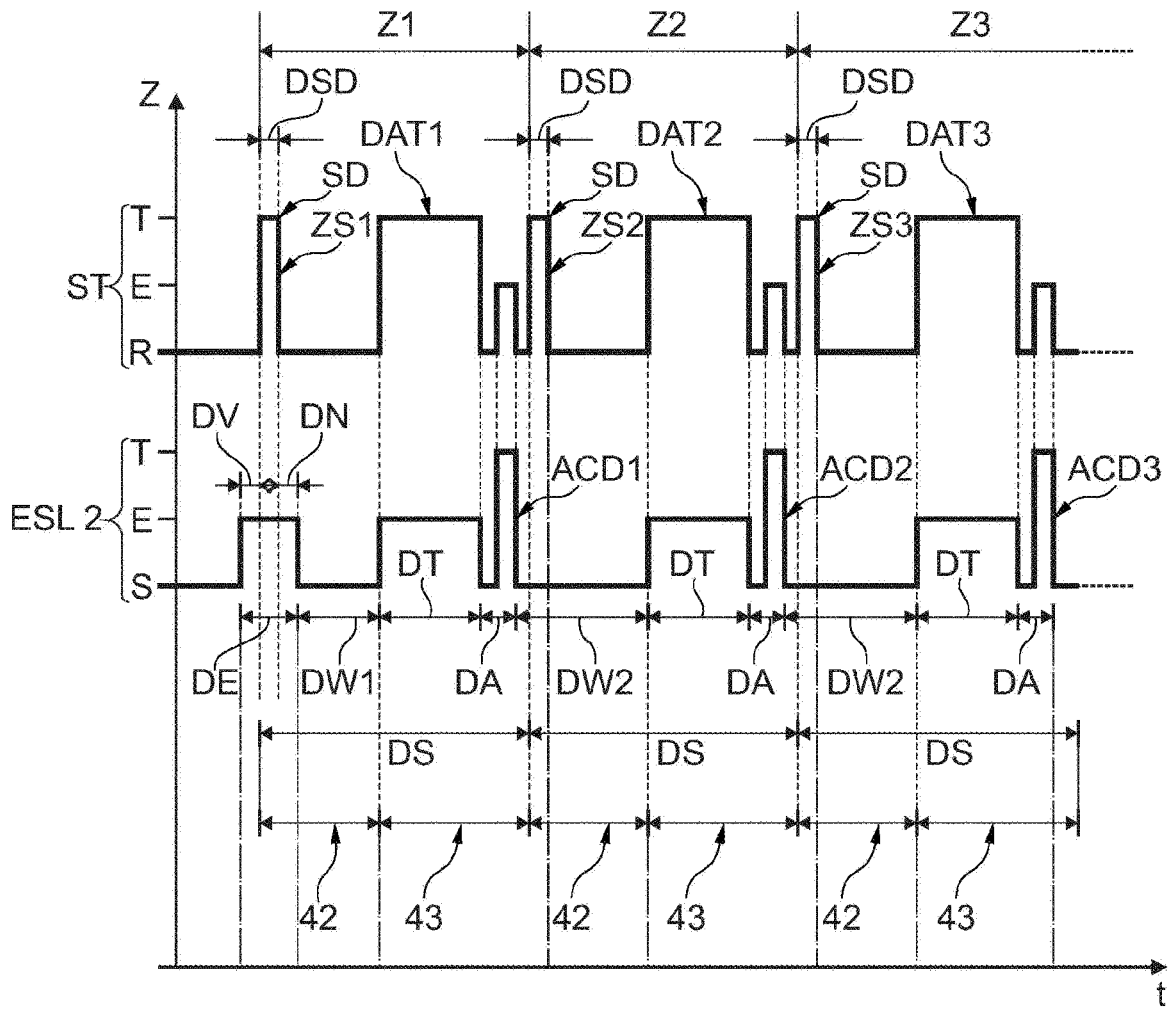 Z1 Z2 Z3
DSD DSD DSD
Z
DAT1 DAT2 DAT3
SD SD SD
T
ZS1 ZS2 ZS3
ST E
R
DV DN
T
ACD1 ACD2 ACD3
ESL 2 E
DT DT DT
S
DE DW1 DA DW2 DA DW2 DA
DS DS DS
42 43 42 43 42 43
t